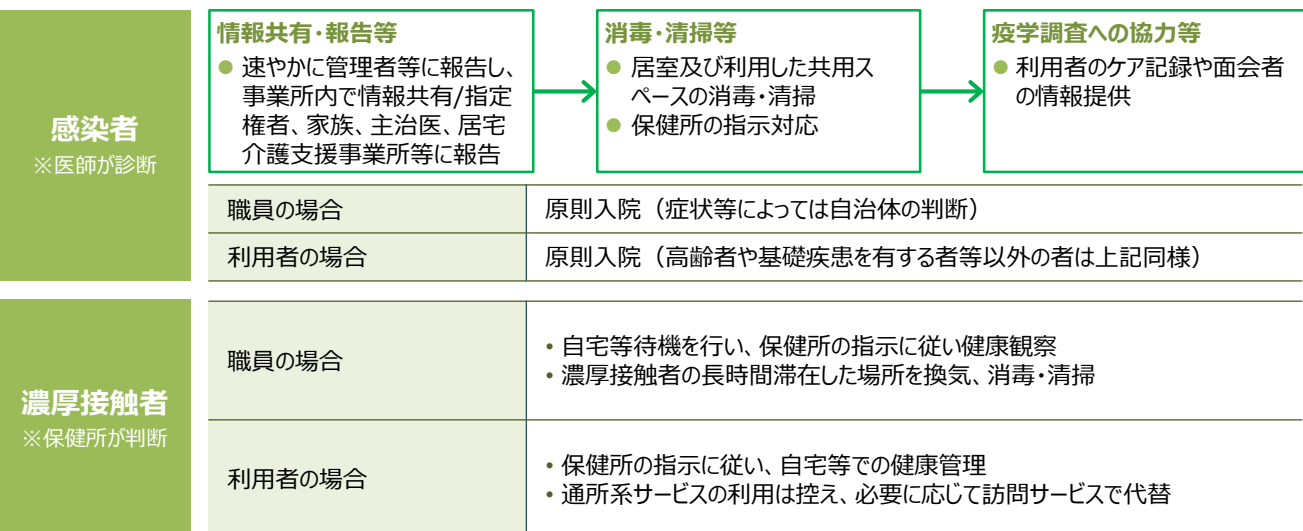 感染者
※医師が診断
情報共有・報告等
● 速やかに管理者等に報告し、
事業所内で情報共有/指定
権者、家族、主治医、居宅
介護支援事業所等に報告
消毒・清掃等
● 居室及び利用した共用ス
ペースの消毒・清掃
● 保健所の指示対応
疫学調査への協力等
● 利用者のケア記録や面会者
の情報提供
職員の場合
原則入院（症状等によっては自治体の判断）
利用者の場合
原則入院（高齢者や基礎疾患を有する者等以外の者は上記同様）
濃厚接触者
※保健所が判断
職員の場合
• 自宅等待機を行い、保健所の指示に従い健康観察
• 濃厚接触者の長時間滞在した場所を換気、消毒・清掃
利用者の場合
• 保健所の指示に従い、自宅等での健康管理
• 通所系サービスの利用は控え、必要に応じて訪問サービスで代替